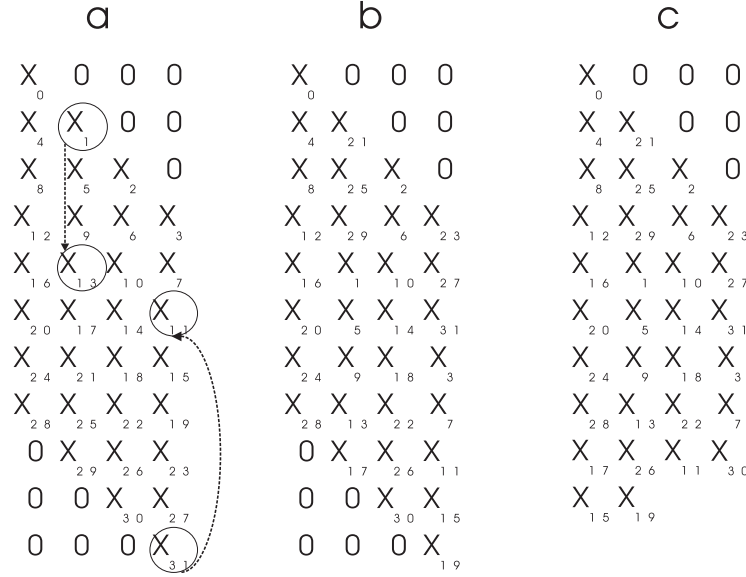 a b c
X0 0 0 0 X0 0 0 0 X0 0 0 0
X4 X1 0 0 X4 X21 0 0 X4 X21 0 0
X8 X5 X2 0 X8 X25 X2 0 X8 X25 X2 0
X12 X9 X6 X3 X12 X29 X6 X23 X12 X29 X6 X23
X16 X13 X10 X7 X16 X1 X10 X27 X16 X1 X10 X27
X20 X17 X14 X11 X20 X5 X14 X31 X20 X5 X14 X31
X24 X21 X18 X15 X24 X9 X18 X3 X24 X9 X18 X3
X28 X25 X22 X19 X28 X13 X22 X7 X28 X13 X22 X7
0 X29 X26 X23 0 X17 X26 X11 X17 X26 X11 X30
0 0 X30 X27 0 0 X30 X15 X15 X19
0 0 0 X31 0 0 0 X19